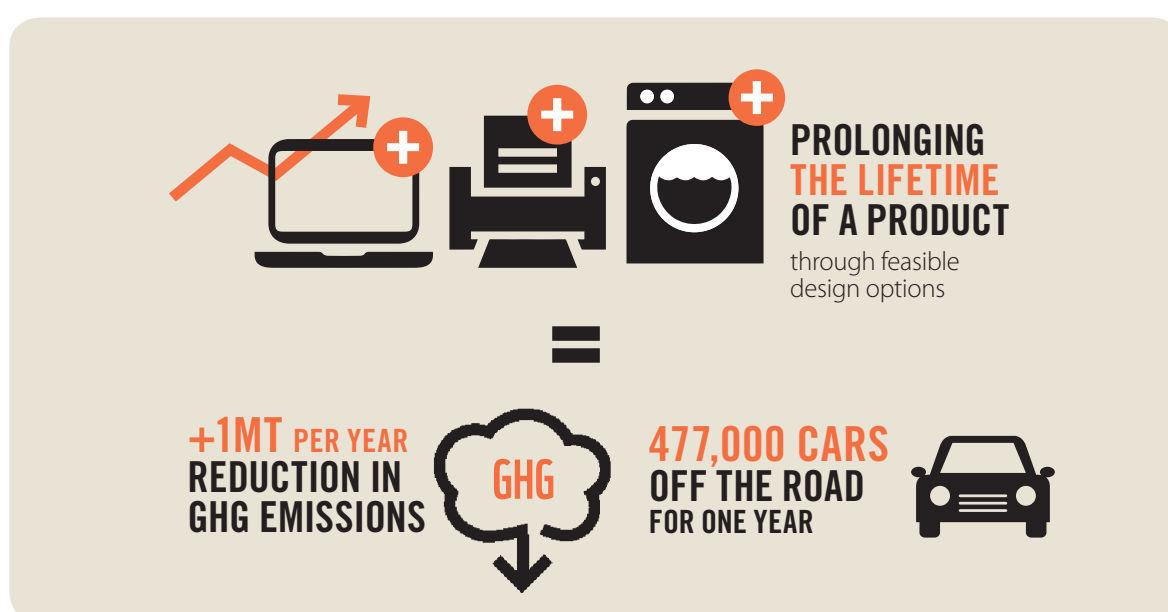 PROLONGING
THE LIFETIME
OF A PRODUCT
through feasible
design options
+1MT PER YEAR
REDUCTION IN
GHG EMISSIONS
GHG
477,000 CARS
OFF THE ROAD
FOR ONE YEAR